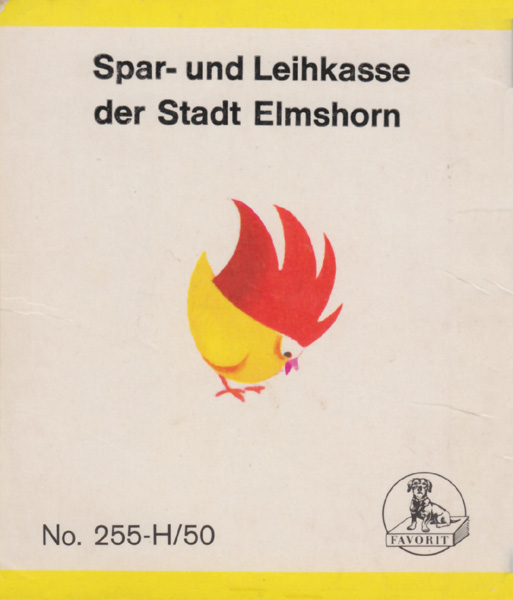 Spar- und Leihkasse
der Stadt Elmshorn
No. 255-H/50
FAVORIT